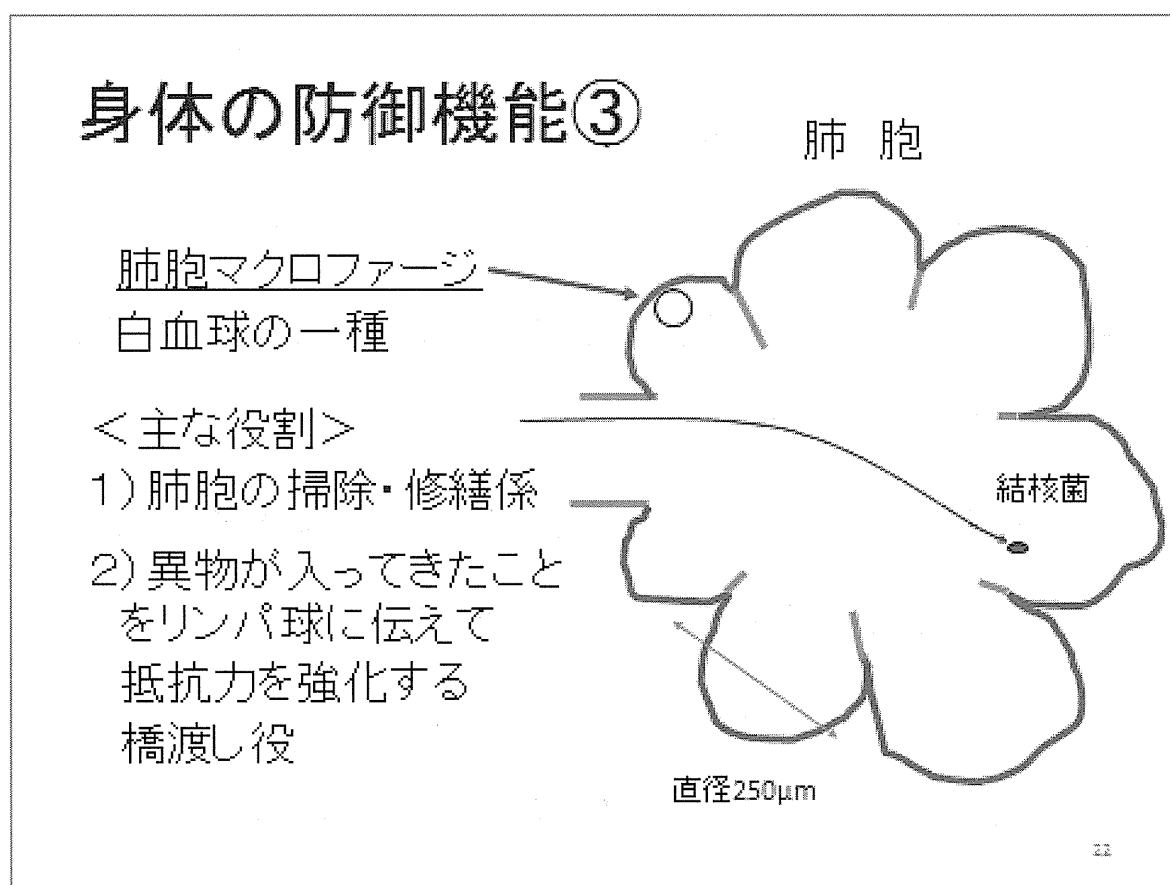 身体の防御機能③
肺 胞
肺胞マクロファージ
白血球の一種
<主な役割>
1)肺胞の掃除・修繕係
2)異物が入ってきたこと
をリンパ球に伝えて
抵抗力を強化する
橋渡し役
結核菌
直径250μm
22